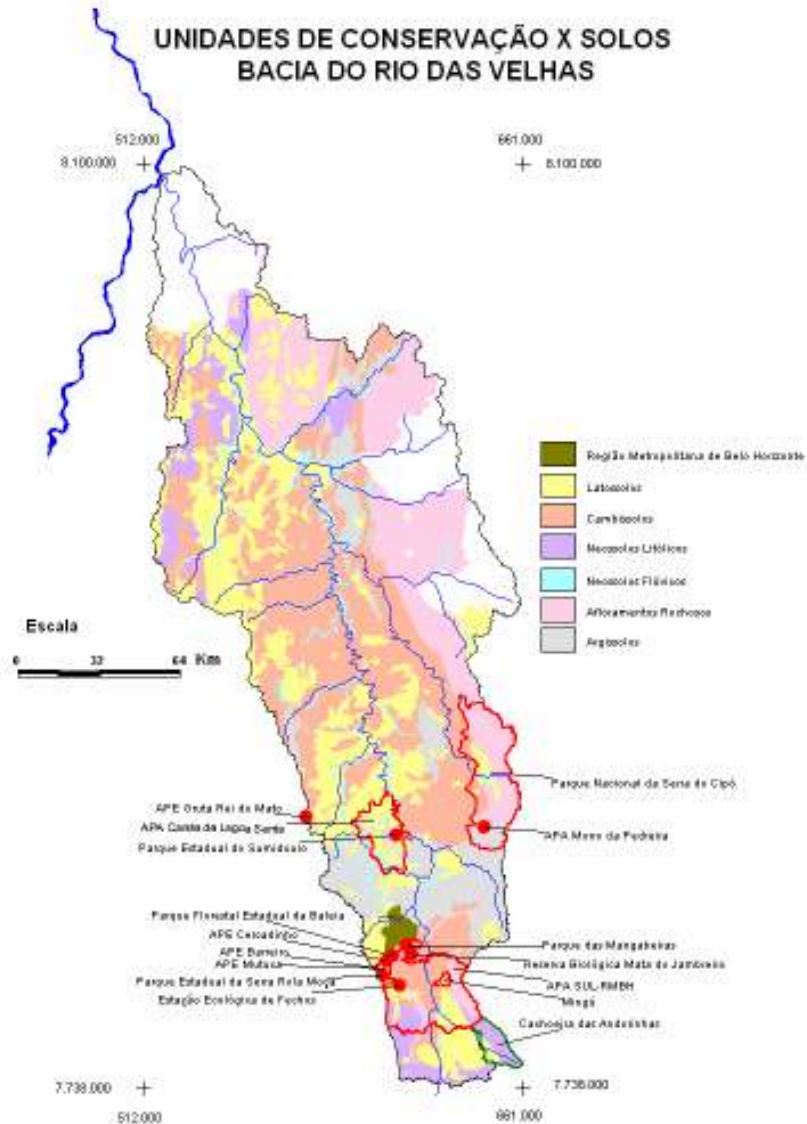 UNIDADES DE CONSERVAÇÃO X SOLOS
BACIA DO RIO DAS VELHAS
512.000
661.000
8.100.000
8.100.000
Região Metropolitana de Belo Horizonte
Latossolos
Cambissolos
Neossolos Litólicos
Neossolos Flúvicos
Afloramentos Rochosos
Argissolos
Escala
0 32 64 Km
Parque Nacional da Serra do Cipó
APE Gruta Rei do Mato
APA Carste de Lagoa Santa
APA Morro da Pedreira
Parque Estadual do Sumidouro
Parque Florestal Estadual da Baleia
APE Cercadinho
Parque das Mangabeiras
APE Barreiro
Reserva Biológica Mata do Jambreiro
APE Mutuca
Parque Estadual da Serra Rola Moça
APA SUL-RMBH
Estação Ecológica de Fechos
Cachoeira das Andorinhas
7.738.000
7.738.000
512.000
661.000